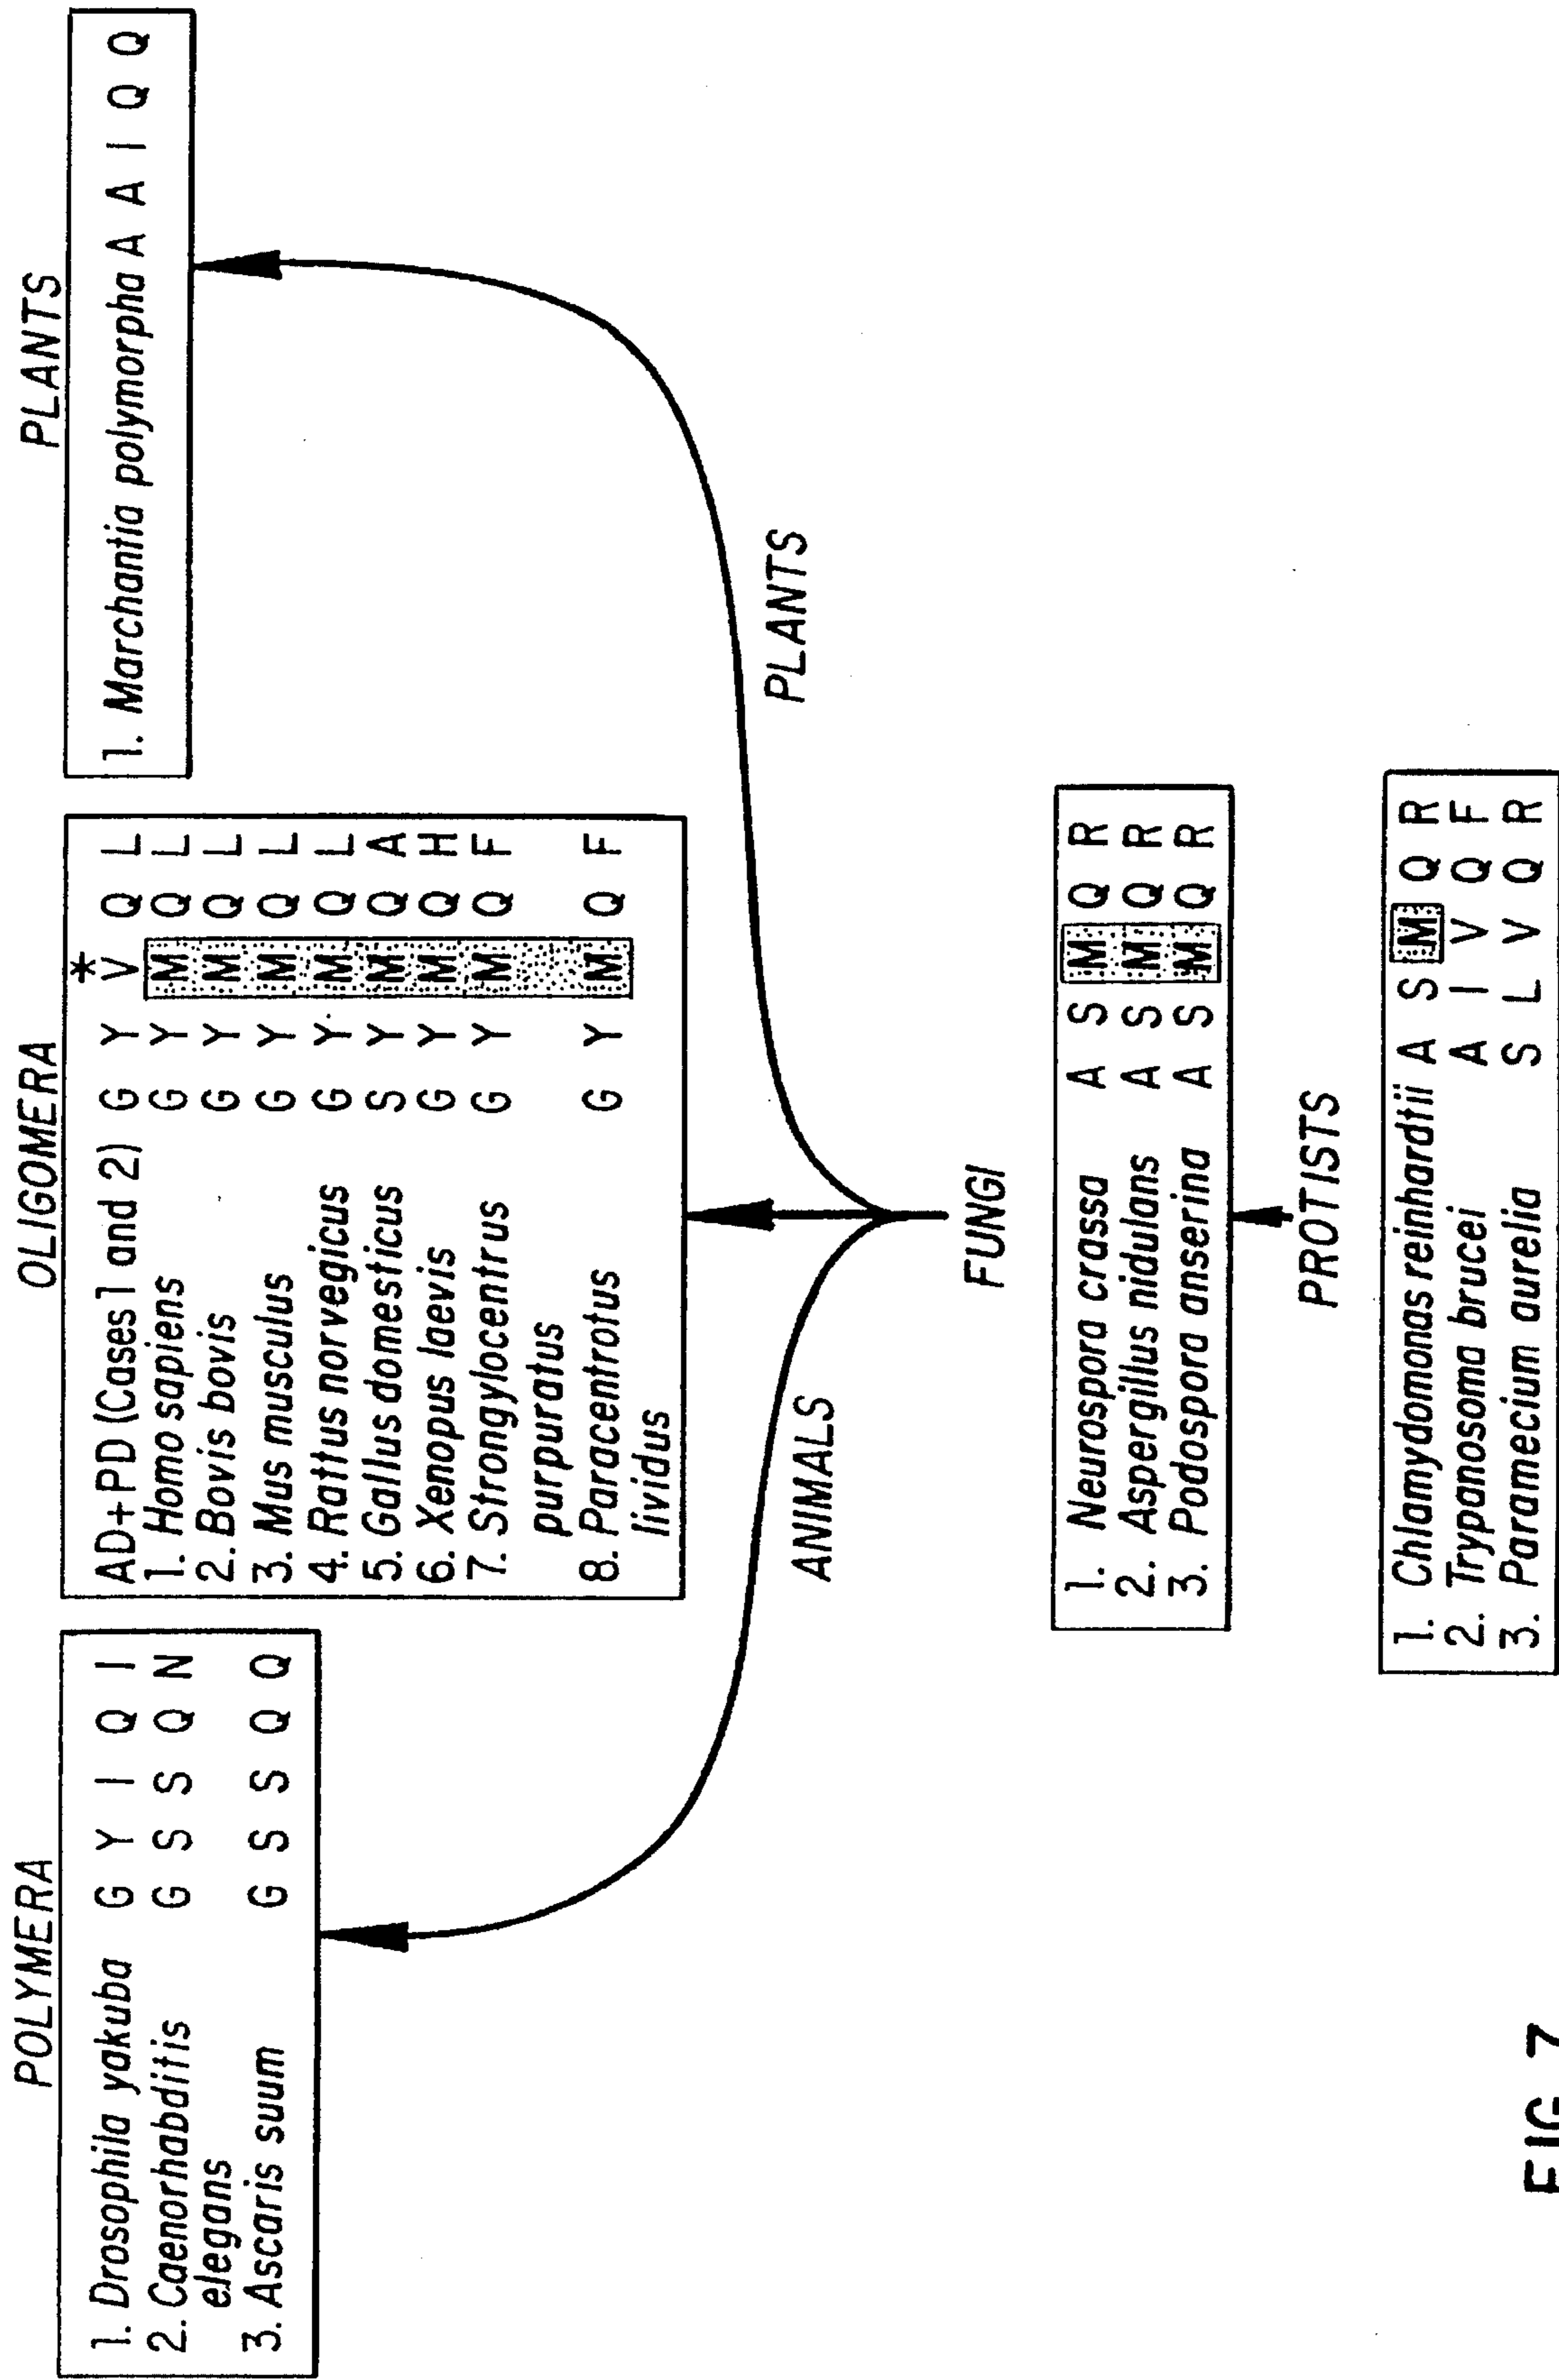 POLYMERA
1. Drosophila yakuba G Y I Q I
2. Caenorhabditis G S S Q N
elegans
3. Ascaris suum G S S Q Q
OLIGOMERA
*
AD+PD (Cases 1 and 2) G Y V Q L
1. Homo sapiens G Y M Q L
2. Bovis bovis G Y M Q L
3. Mus musculus G Y M Q L
4. Rattus norvegicus G Y M Q L
5. Gallus domesticus S Y M Q A
6. Xenopus laevis G Y M Q H
7. Strongylocentrus G Y M Q F
purpuratus
8. Paracentrotus G Y M Q F
lividus
PLANTS
1. Marchantia polymorpha A A I Q Q
ANIMALS
PLANTS
FUNGI
1. Neurospora crassa A S M Q R
2. Aspergillus nidulans A S M Q R
3. Podospora anserina A S M Q R
PROTISTS
1. Chlamydomonas reinhardtii A S M Q R
2. Trypanosoma brucei A I V Q F
3. Paramecium aurelia S L V Q R
FIG. 7